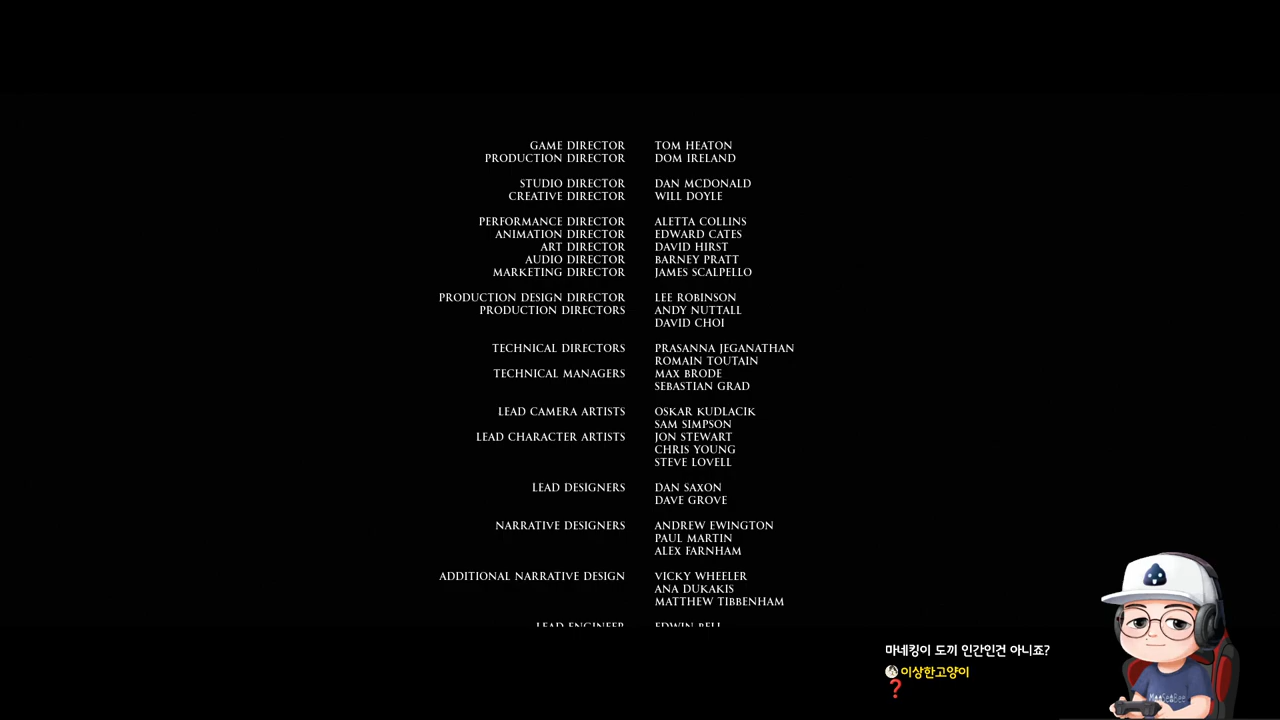 GAME DIRECTOR TOM HEATON
PRODUCTION DIRECTOR DOM IRELAND
STUDIO DIRECTOR DAN MCDONALD
CREATIVE DIRECTOR WILL DOYLE
PERFORMANCE DIRECTOR ALETTA COLLINS
ANIMATION DIRECTOR EDWARD CATES
ART DIRECTOR DAVID HIRST
AUDIO DIRECTOR BARNEY PRATT
MARKETING DIRECTOR JAMES SCALPELLO
PRODUCTION DESIGN DIRECTOR LEE ROBINSON
PRODUCTION DIRECTORS ANDY NUTTALL
DAVID CHOI
TECHNICAL DIRECTORS PRASANNA JEGANATHAN
ROMAIN TOUTAIN
TECHNICAL MANAGERS MAX BRODE
SEBASTIAN GRAD
LEAD CAMERA ARTISTS OSKAR KUDLACIK
SAM SIMPSON
LEAD CHARACTER ARTISTS JON STEWART
CHRIS YOUNG
STEVE LOVELL
LEAD DESIGNERS DAN SAXON
DAVE GROVE
NARRATIVE DESIGNERS ANDREW EWINGTON
PAUL MARTIN
ALEX FARNHAM
ADDITIONAL NARRATIVE DESIGN VICKY WHEELER
ANA DUKAKIS
MATTHEW TIBBENHAM
LEAD ENGINEER EDWIN BELL
마네킹이 도끼 인간인건 아니죠?
이상한고양이
❓